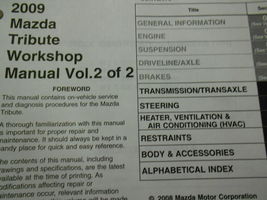 2009
Mazda
Tribute
Workshop
Manual Vol.2 of 2
FOREWORD
This manual contains on-vehicle service
and diagnosis procedures for the Mazda
Tribute.
A thorough familiarization with this manual
is important for proper repair and
maintenance. It should always be kept in a
handy place for quick and easy reference.
The contents of this manual, including
drawings and specifications, are the latest
available at the time of printing. As
modifications affecting repair or
maintenance occur, relevant information
Title
GENERAL INFORMATION
ENGINE
SUSPENSION
DRIVELINE/AXLE
BRAKES
TRANSMISSION/TRANSAXLE
STEERING
HEATER, VENTILATION &
AIR CONDITIONING (HVAC)
RESTRAINTS
BODY & ACCESSORIES
ALPHABETICAL INDEX
© 2008 Mazda Motor Corporation